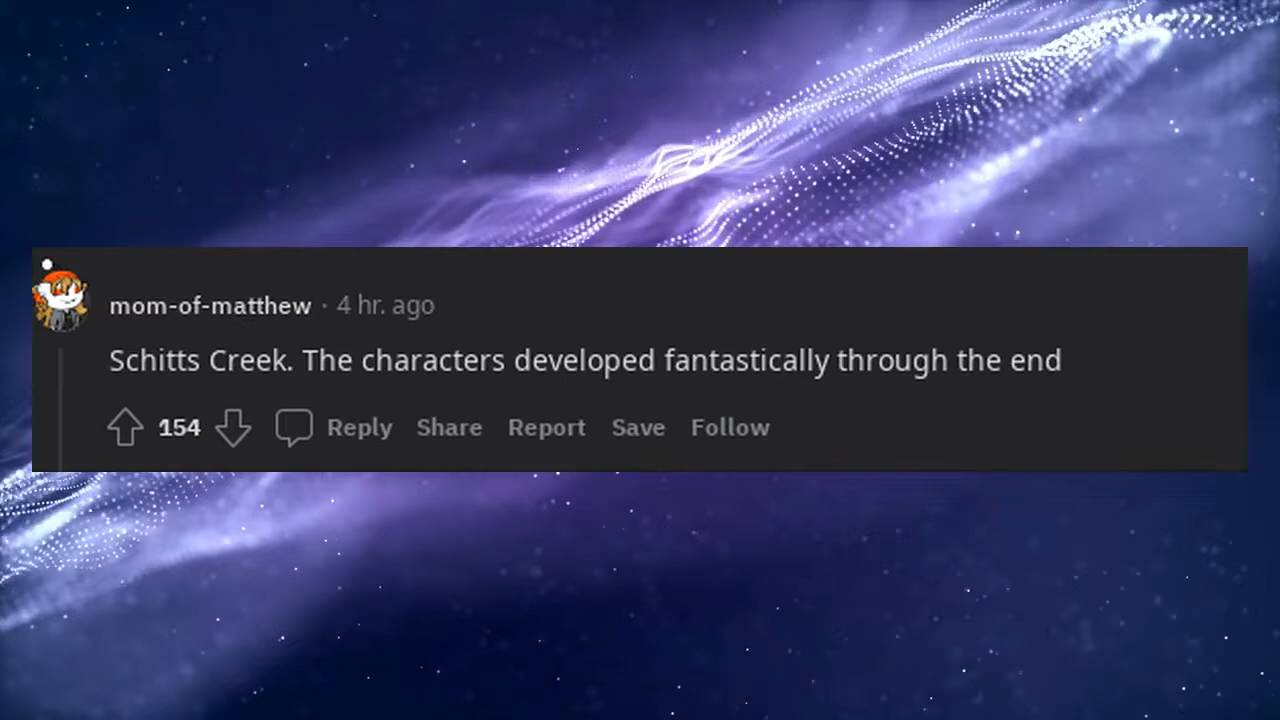 mom-of-matthew · 4 hr. ago
Schitts Creek. The characters developed fantastically through the end
154 Reply Share Report Save Follow